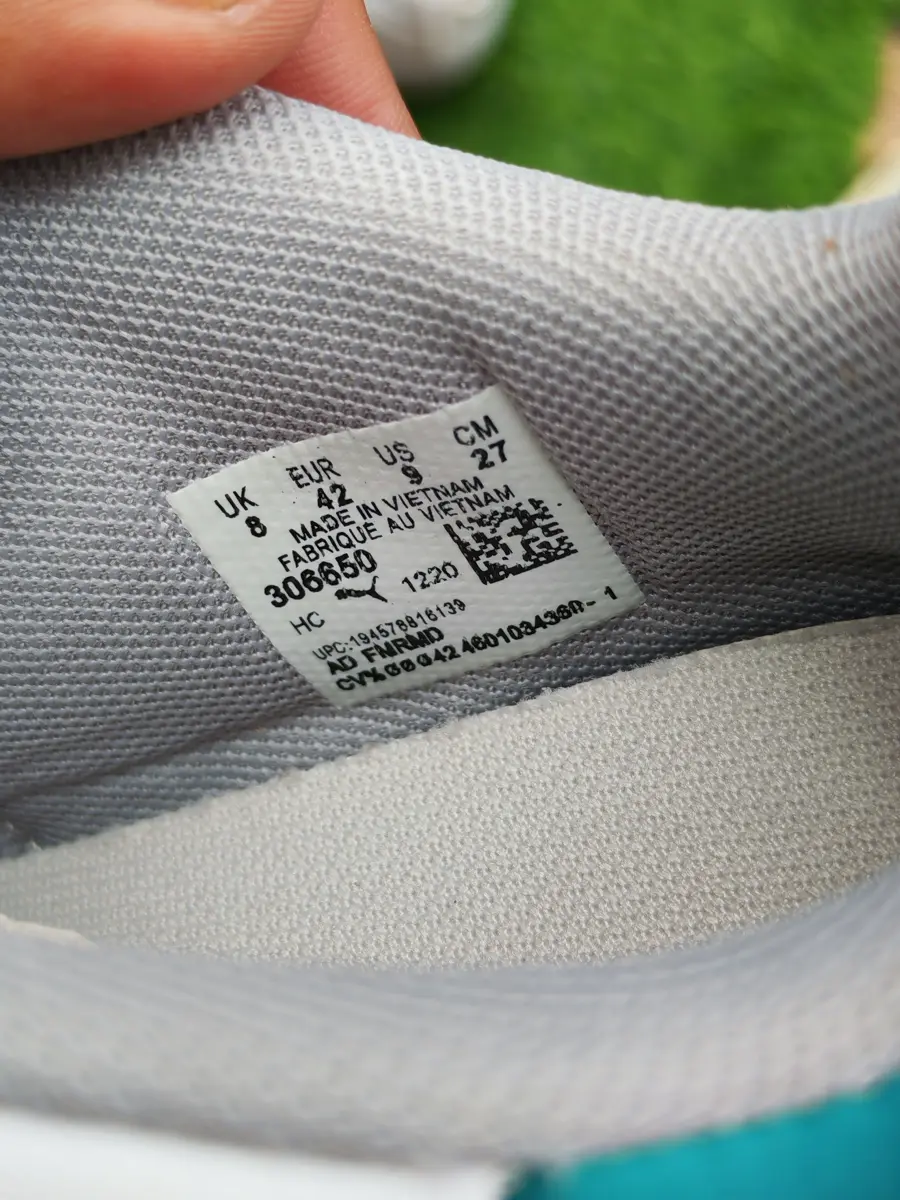 UK EUR US CM
8 42 9 27
MADE IN VIETNAM
FABRIQUE AU VIETNAM
306650
HC 1220
UPC:194578816139
AD FMRMD